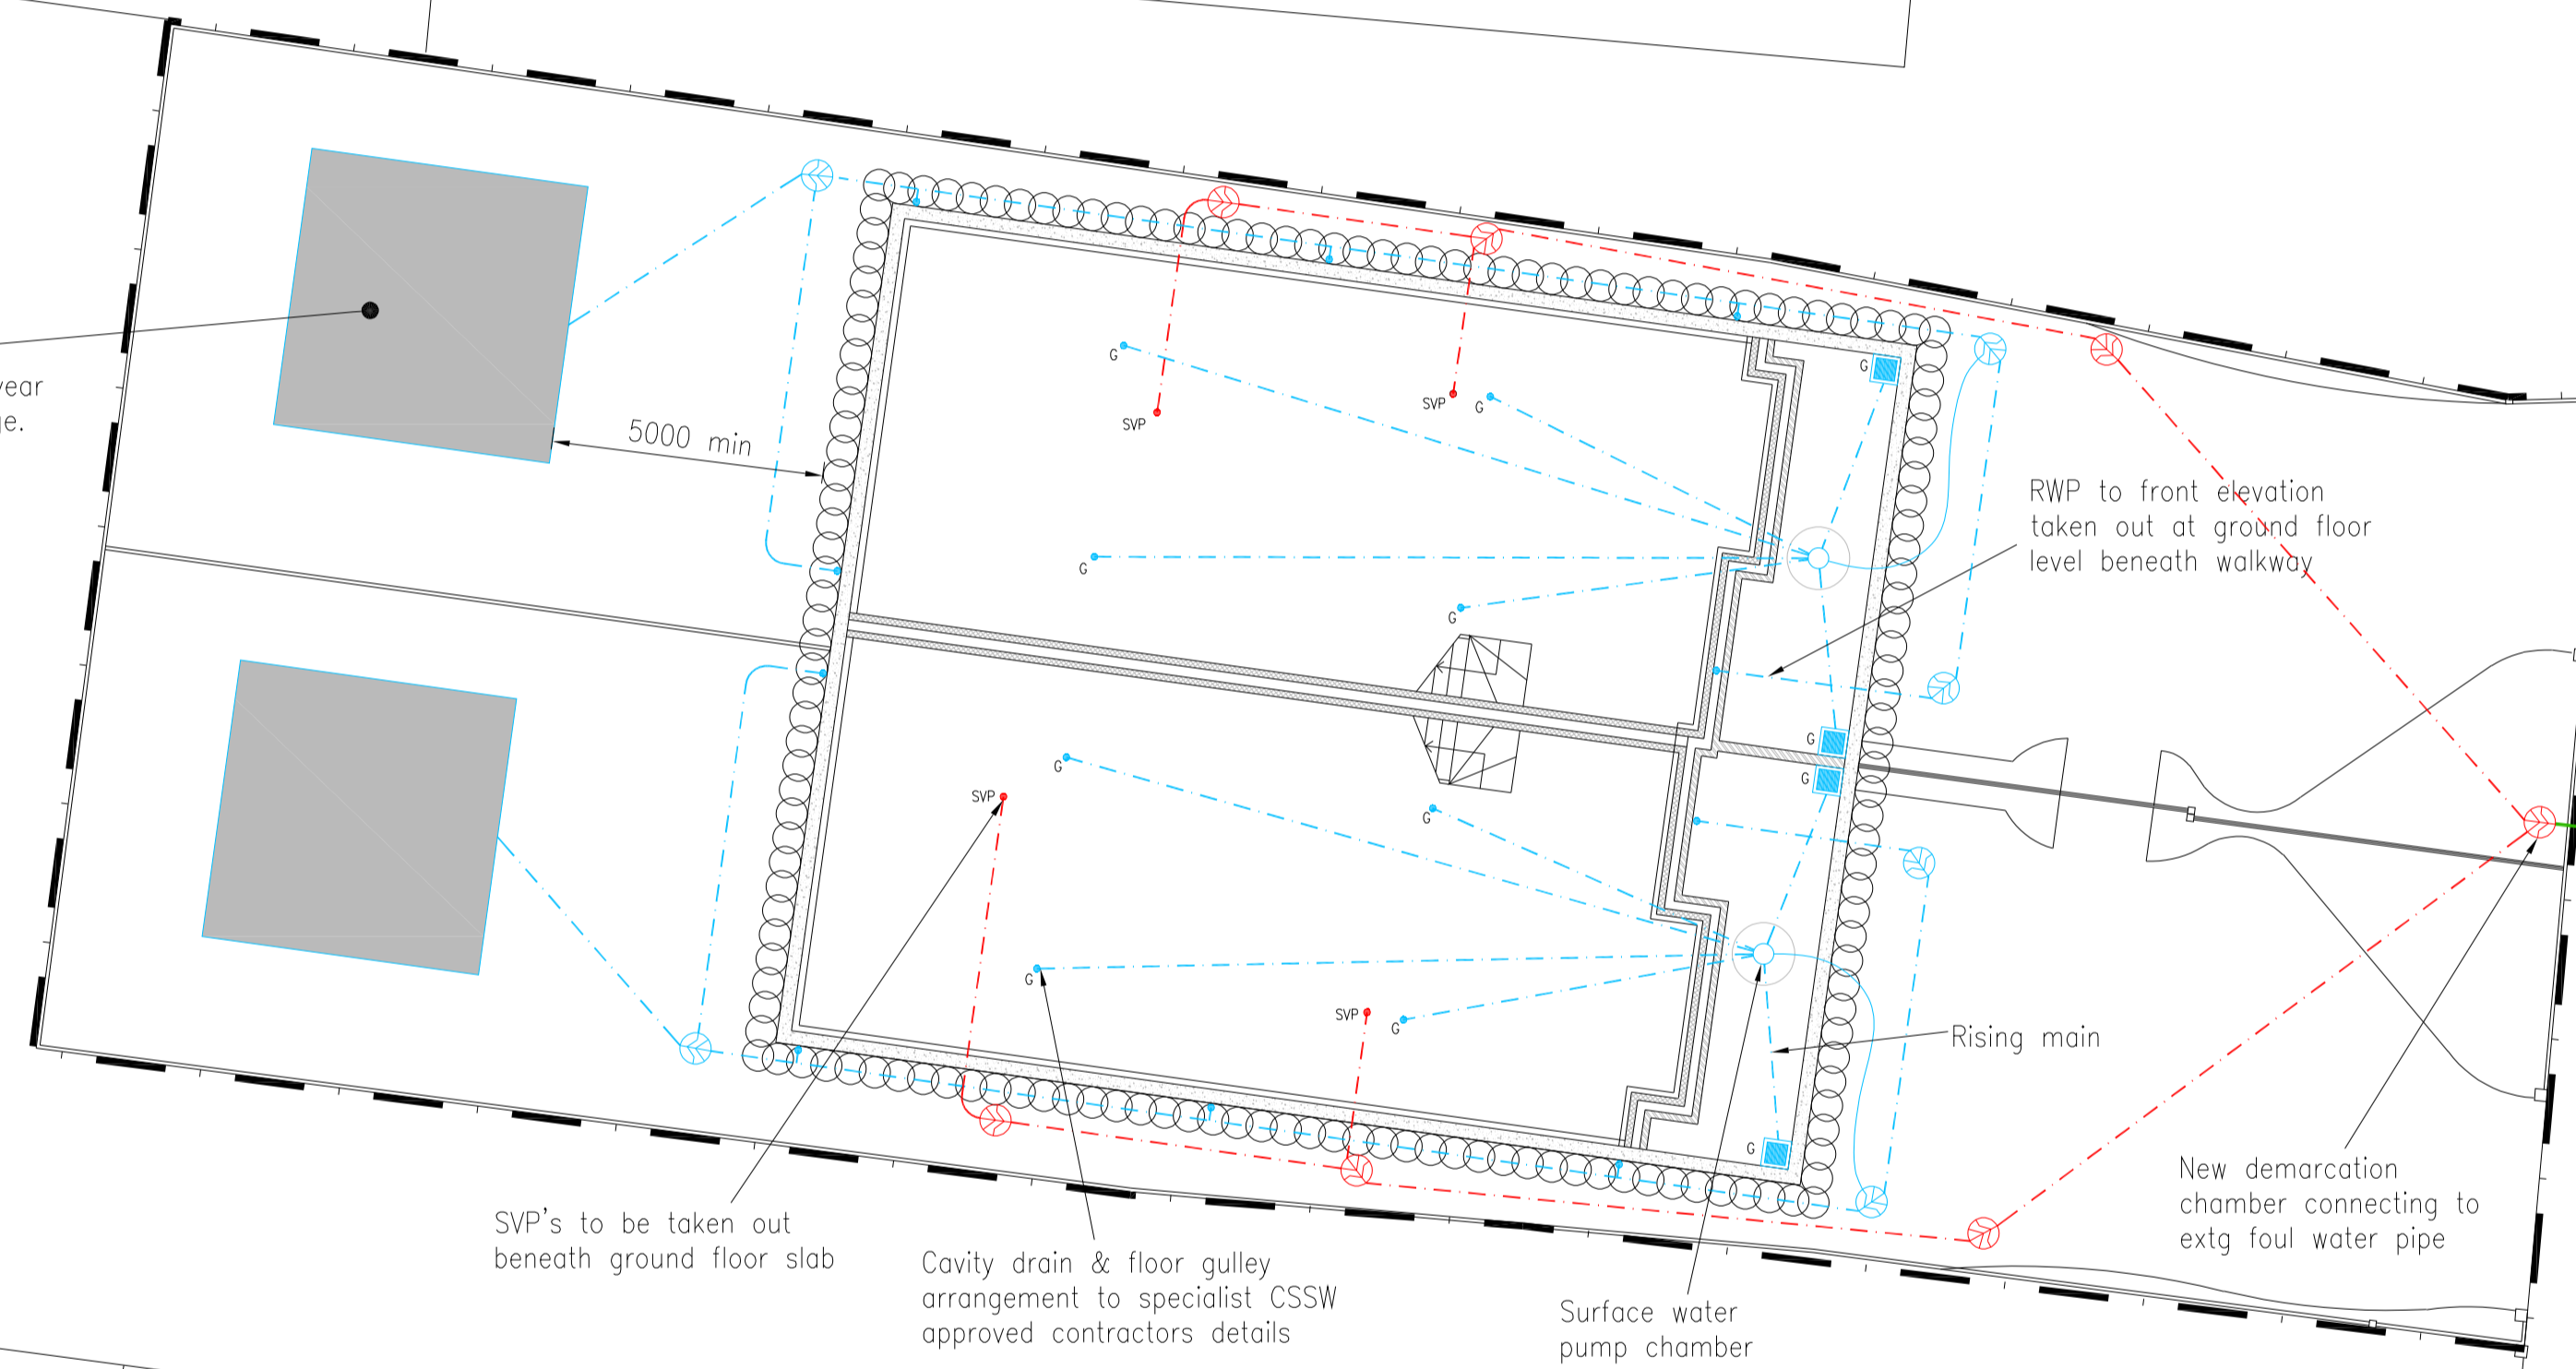 5000 min
G
SVP
SVP
G
G
G
G
RWP to front elevation
taken out at ground floor
level beneath walkway
G
G
G
SVP
G
G
SVP
G
G
Rising main
SVP's to be taken out
beneath ground floor slab
Cavity drain & floor gulley
arrangement to specialist CSSW
approved contractors details
Surface water
pump chamber
New demarcation
chamber connecting to
extg foul water pipe